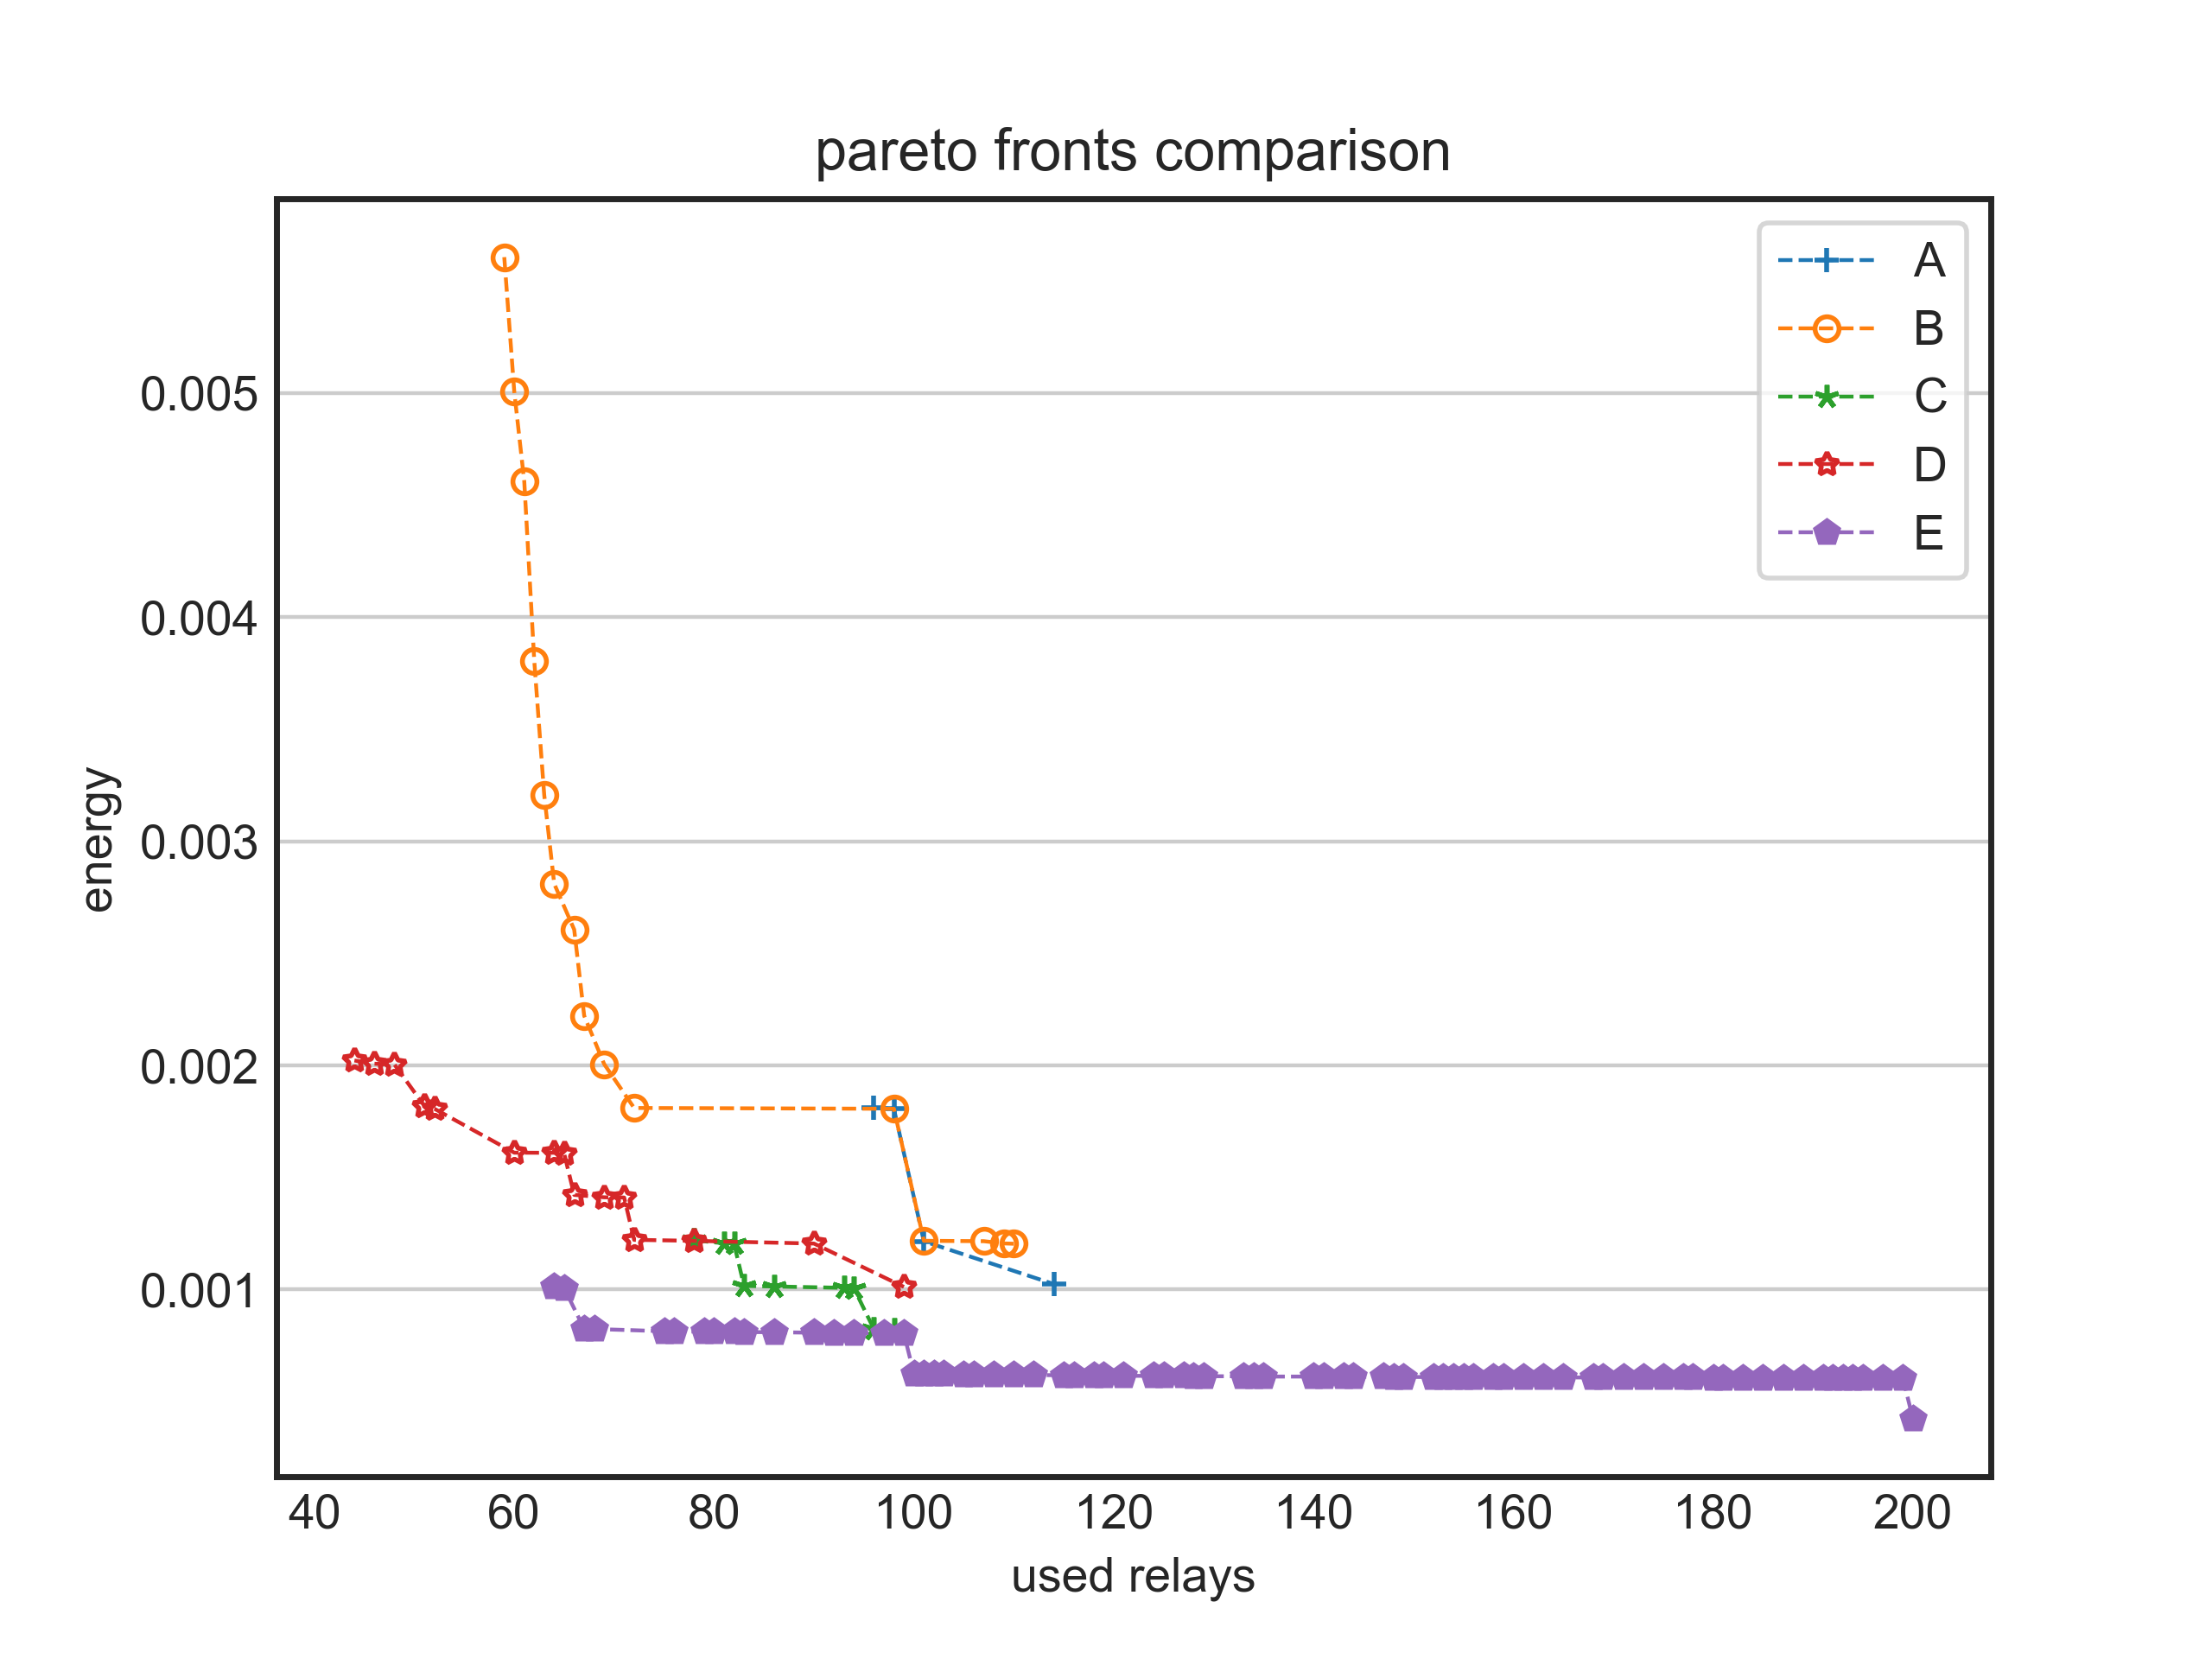 pareto fronts comparison
A
B
C
D
E
0.005
0.004
0.003
0.002
0.001
energy
40 60 80 100 120 140 160 180 200
used relays